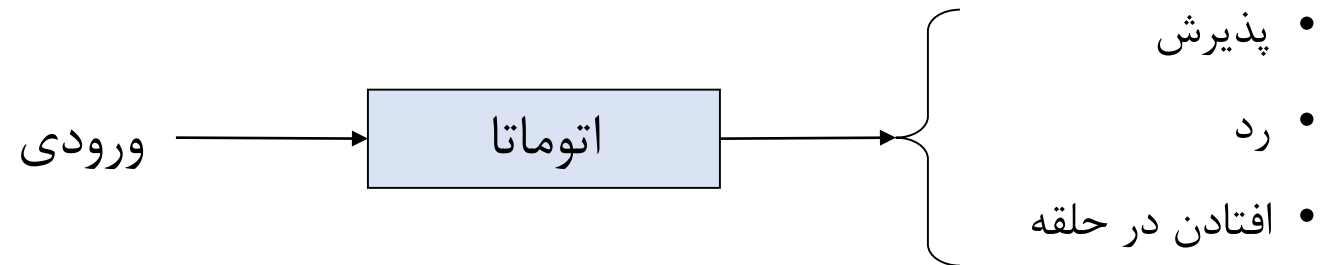 ورودی
اتوماتا
• پذیرش
• رد
• افتادن در حلقه